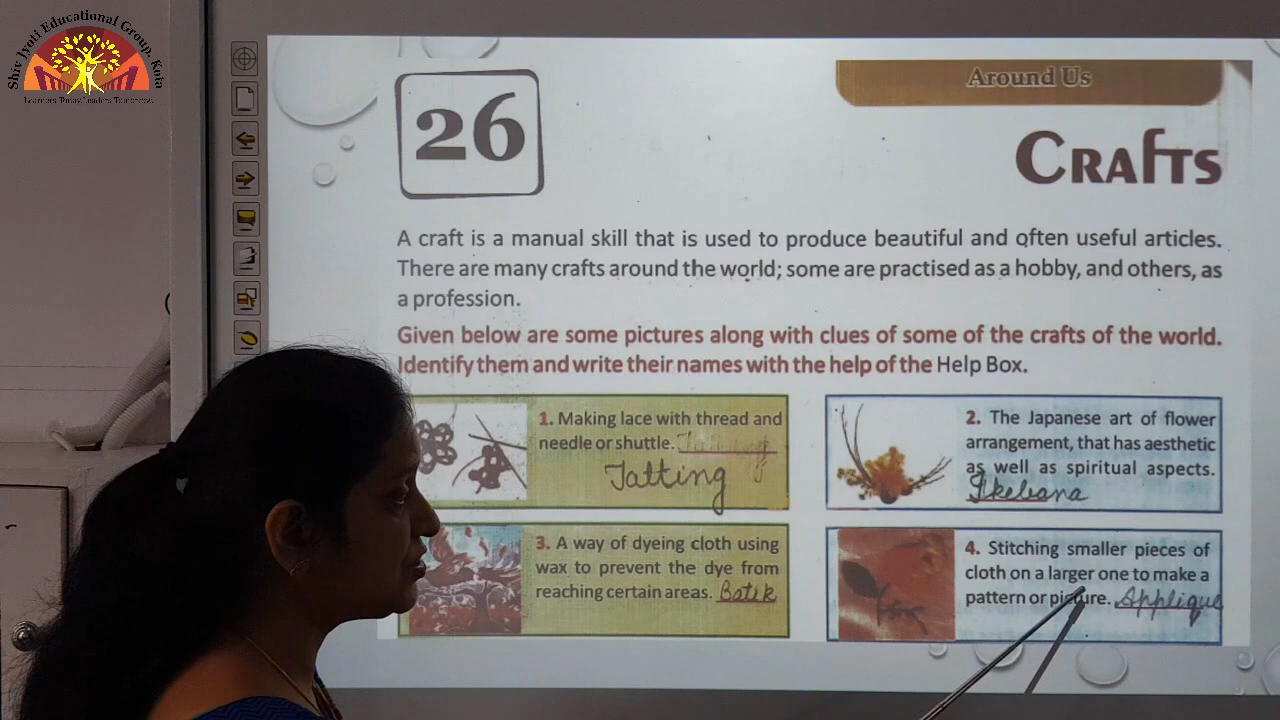 Shiv Jyoti Educational Group, Kota
Learners Today, Leaders Tomorrow.
Around Us
26
CRAfTS
A craft is a manual skill that is used to produce beautiful and often useful articles.
There are many crafts around the world; some are practised as a hobby, and others, as
a profession.
Given below are some pictures along with clues of some of the crafts of the world.
Identify them and write their names with the help of the Help Box.
1. Making lace with thread and
needle or shuttle.
Tatting
2. The Japanese art of flower
arrangement, that has aesthetic
as well as spiritual aspects.
Ikebana
3. A way of dyeing cloth using
wax to prevent the dye from
reaching certain areas. Batik
4. Stitching smaller pieces of
cloth on a larger one to make a
pattern or picture. Applique